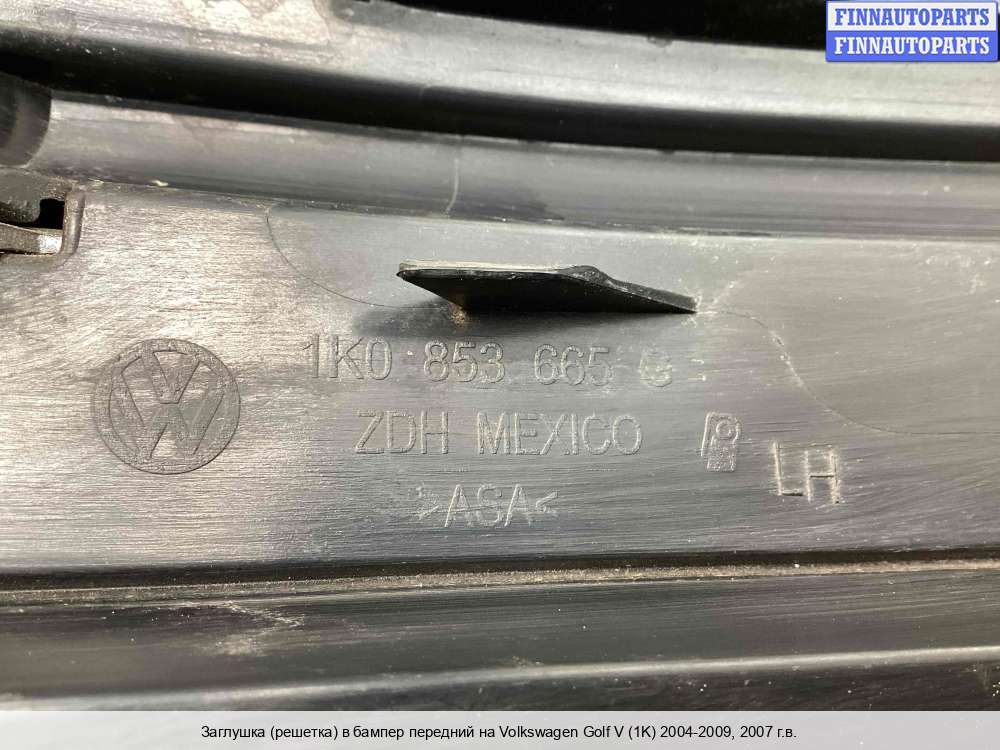 FINNAUTOPARTS
FINNAUTOPARTS
1K0 853 665
ZDH MEXICO
LH
>ASA<
Заглушка (решетка) в бампер передний на Volkswagen Golf V (1K) 2004-2009, 2007 г.в.